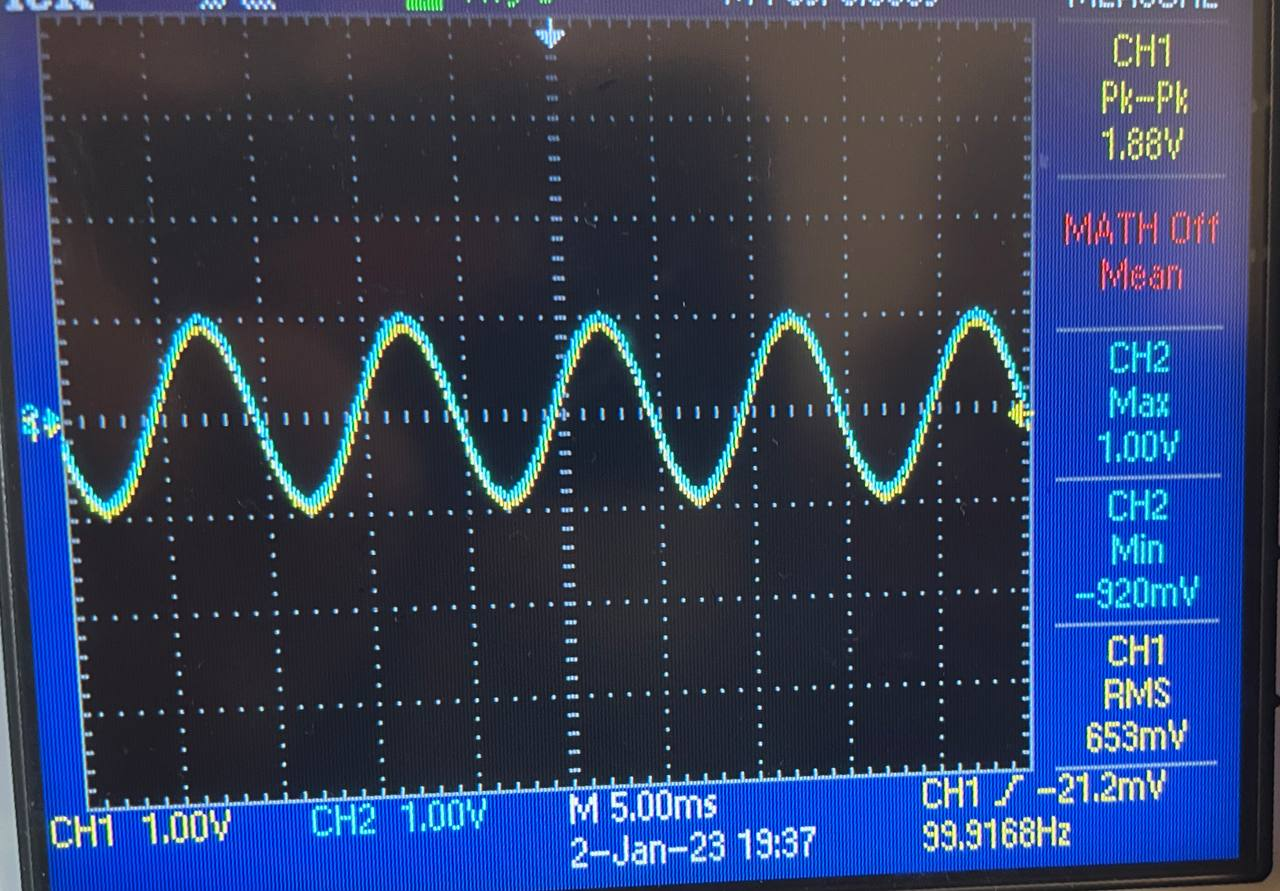 MEASURE
CH1
Pk-Pk
1.88V
MATH Off
Mean
CH2
Max
1.00V
CH2
Min
-920mV
CH1
RMS
653mV
CH1 1.00V
CH2 1.00V
M 5.00ms
CH1 -21.2mV
2-Jan-23 19:37
99.9168Hz